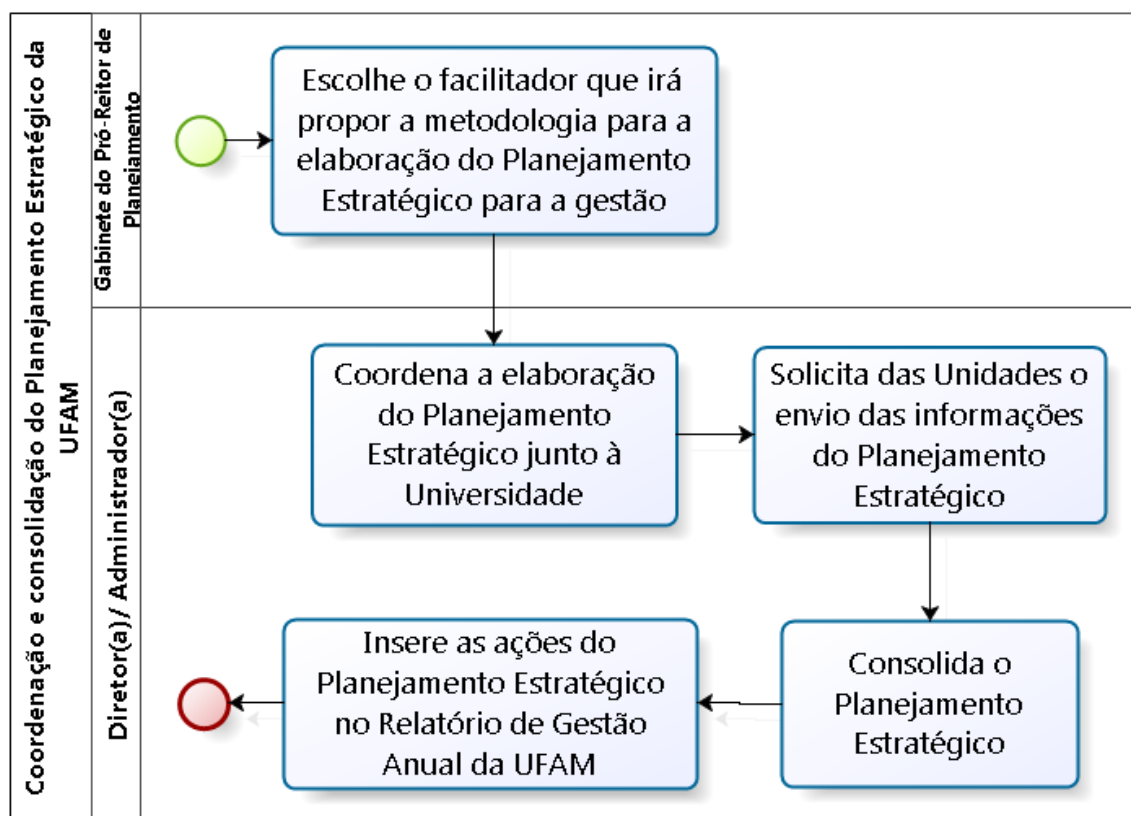 Coordenação e consolidação do Planejamento Estratégico da
UFAM
Gabinete do Pró-Reitor de
Planejamento
Escolhe o facilitador que irá
propor a metodologia para a
elaboração do Planejamento
Estratégico para a gestão
Diretor(a)/ Administrador(a)
Coordena a elaboração
do Planejamento
Estratégico junto à
Universidade
Solicita das Unidades o
envio das informações
do Planejamento
Estratégico
Consolida o
Planejamento
Estratégico
Insere as ações do
Planejamento Estratégico
no Relatório de Gestão
Anual da UFAM